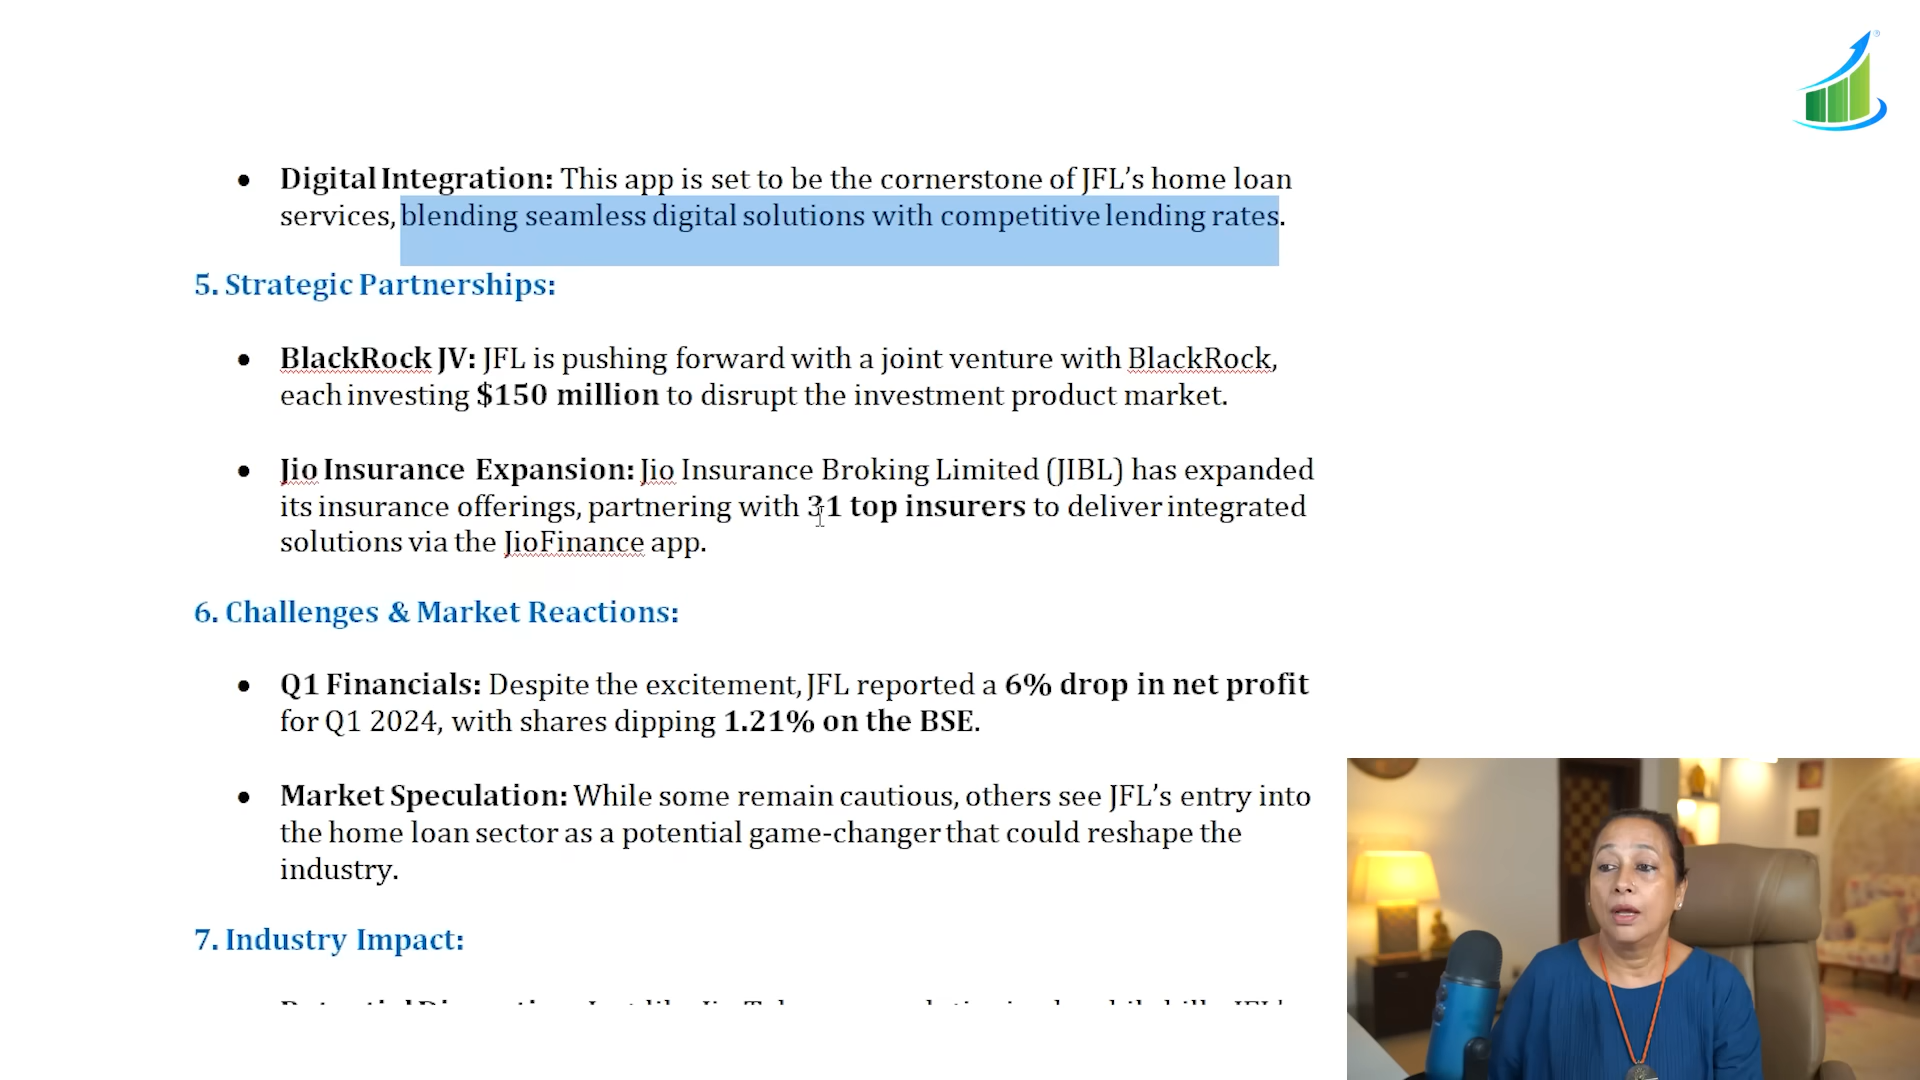 • Digital Integration: This app is set to be the cornerstone of JFL’s home loan
services, blending seamless digital solutions with competitive lending rates.
5. Strategic Partnerships:
• BlackRock JV: JFL is pushing forward with a joint venture with BlackRock,
each investing $150 million to disrupt the investment product market.
• Jio Insurance Expansion: Jio Insurance Broking Limited (JIBL) has expanded
its insurance offerings, partnering with 31 top insurers to deliver integrated
solutions via the JioFinance app.
6. Challenges & Market Reactions:
• Q1 Financials: Despite the excitement, JFL reported a 6% drop in net profit
for Q1 2024, with shares dipping 1.21% on the BSE.
• Market Speculation: While some remain cautious, others see JFL’s entry into
the home loan sector as a potential game-changer that could reshape the
industry.
7. Industry Impact: